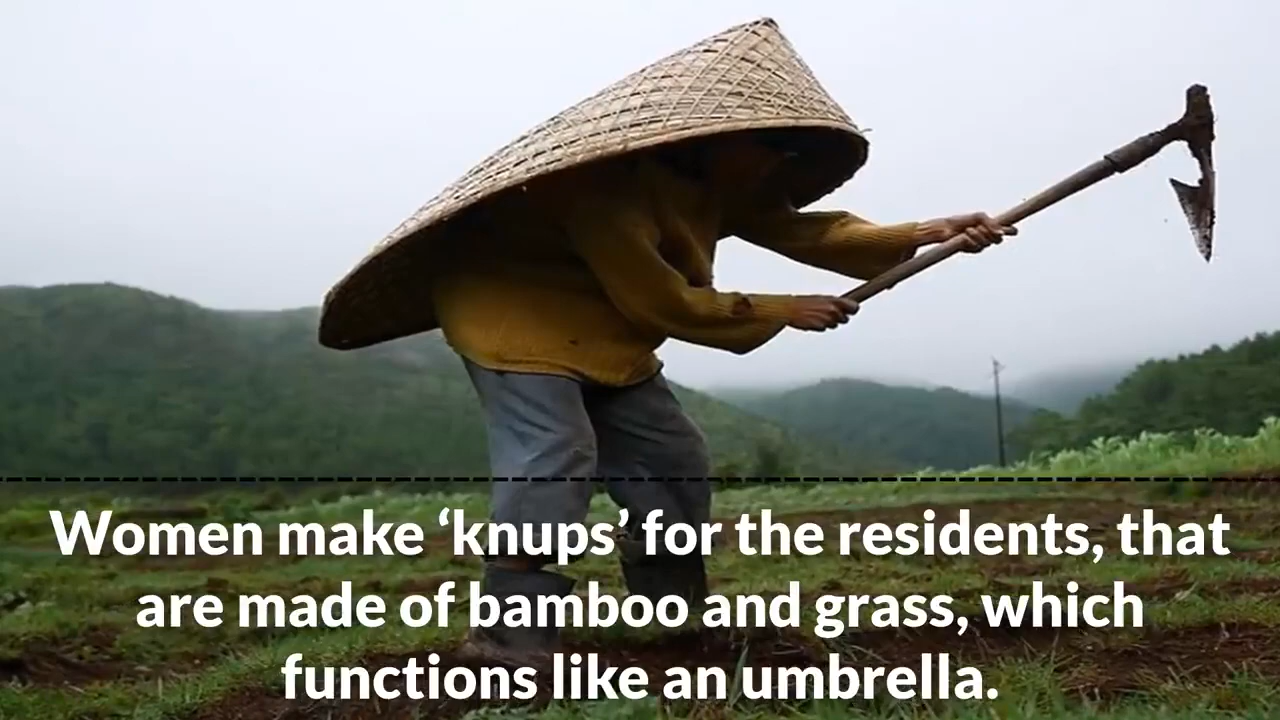 Women make ‘knups’ for the residents, that
are made of bamboo and grass, which
functions like an umbrella.